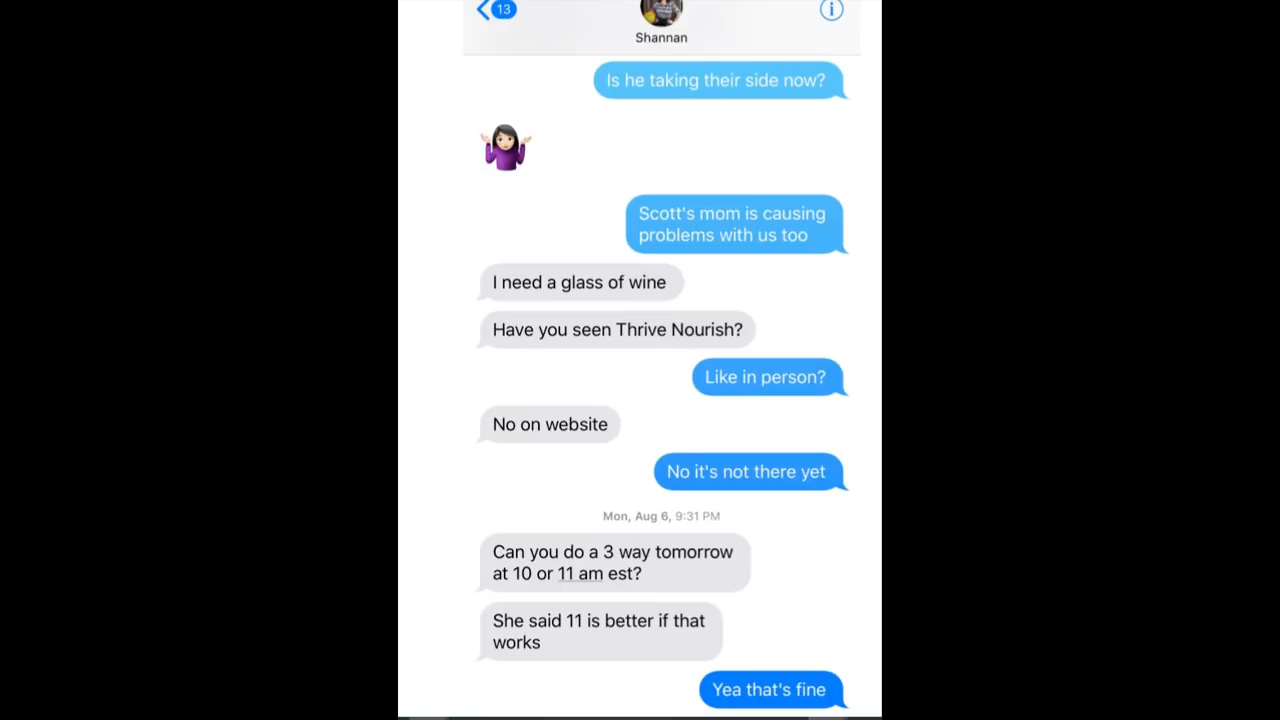 13
Shannan
Is he taking their side now?
Scott's mom is causing
problems with us too
I need a glass of wine
Have you seen Thrive Nourish?
Like in person?
No on website
No it's not there yet
Mon, Aug 6, 9:31 PM
Can you do a 3 way tomorrow
at 10 or 11 am est?
She said 11 is better if that
works
Yea that's fine